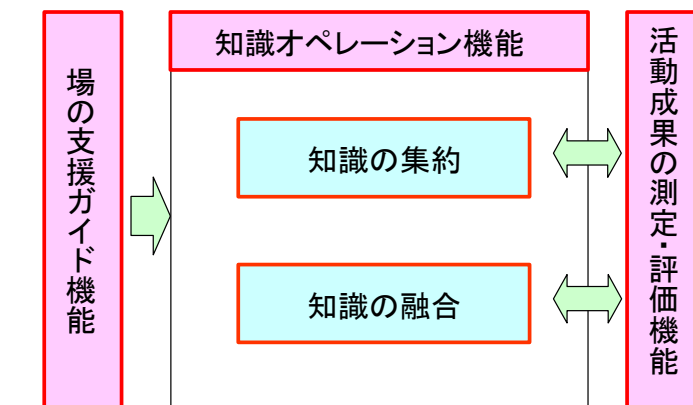 場の支援ガイド機能
知識オペレーション機能
知識の集約
知識の融合
活動成果の測定・評価機能